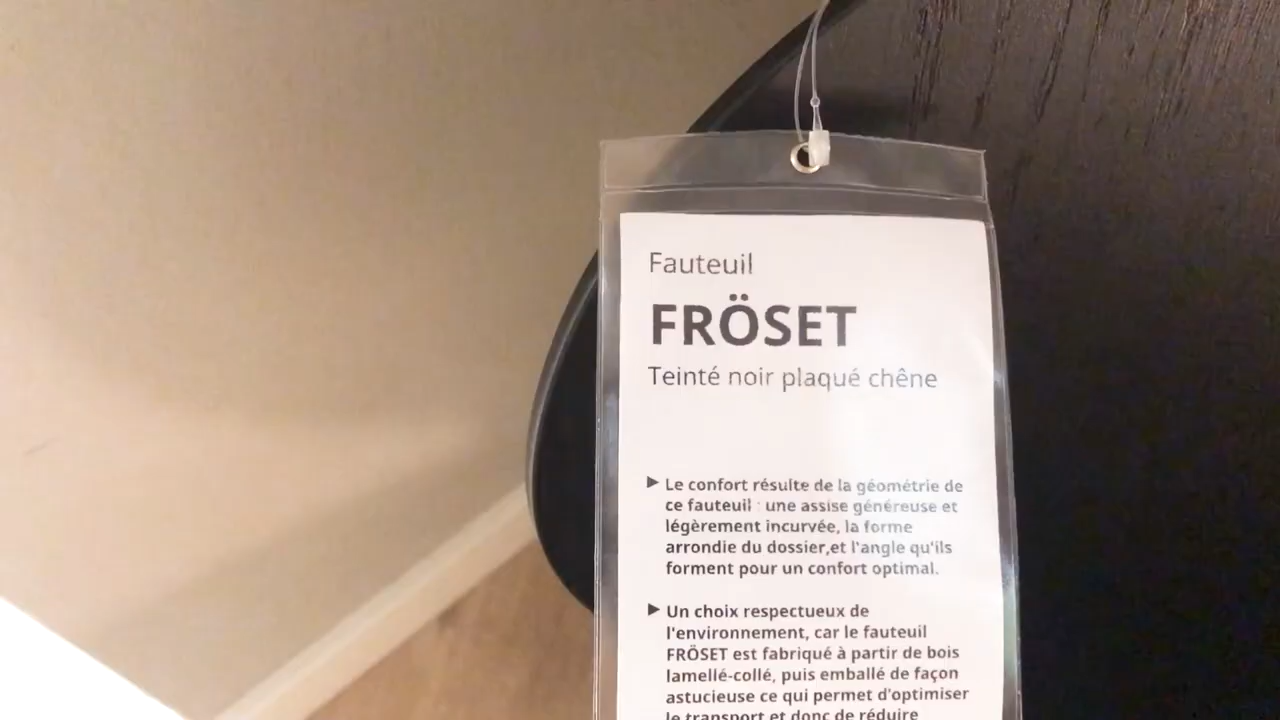 Fauteuil
FRÖSET
Teinté noir plaqué chêne
▶ Le confort résulte de la géométrie de
ce fauteuil : une assise généreuse et
légèrement incurvée, la forme
arrondie du dossier,et l'angle qu'ils
forment pour un confort optimal.
▶ Un choix respectueux de
l'environnement, car le fauteuil
FRÖSET est fabriqué à partir de bois
lamellé-collé, puis emballé de façon
astucieuse ce qui permet d'optimiser
le transport et donc de réduire